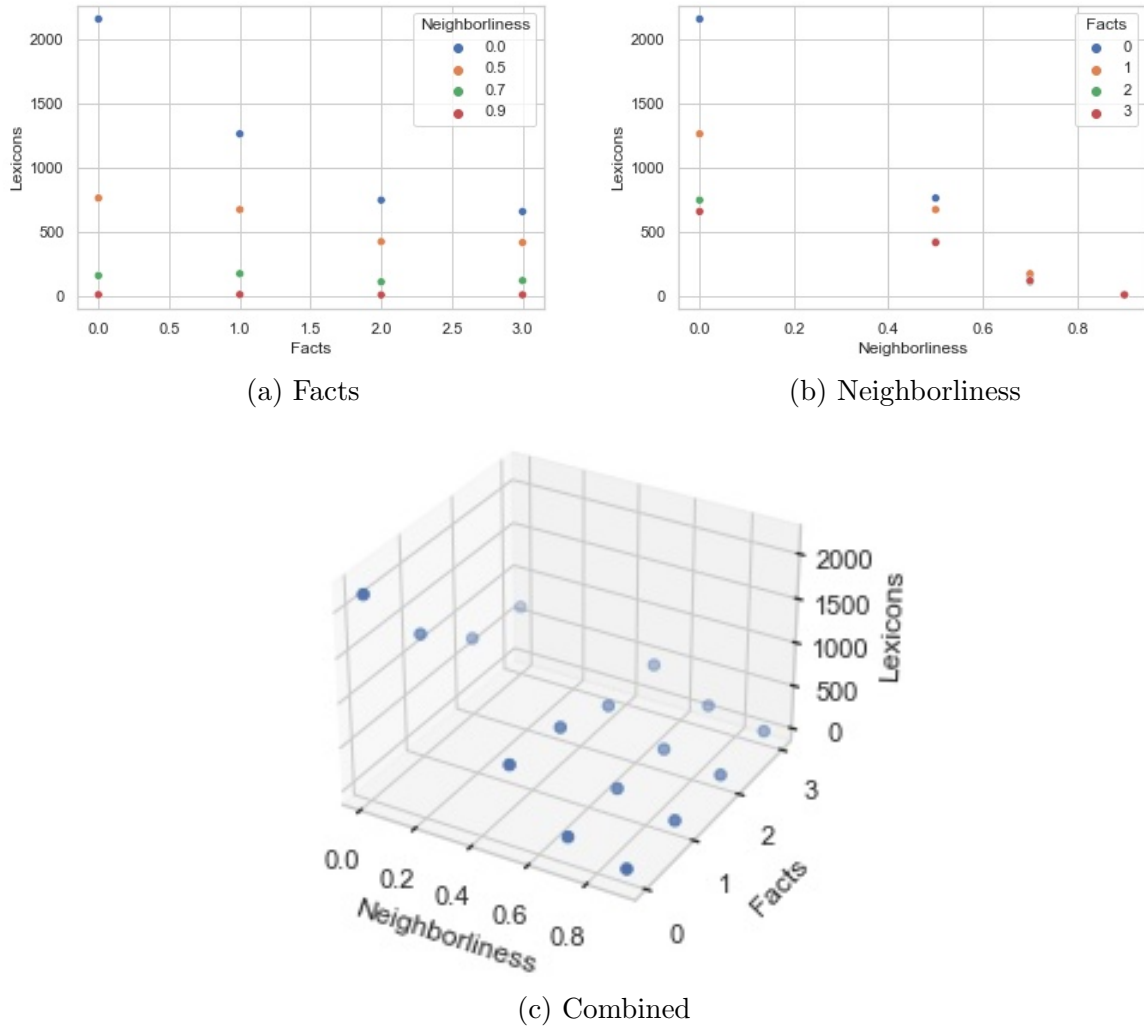 Neighborliness
0.0
0.5
0.7
0.9
2000
1500
1000
500
0
Lexicons
0.0 0.5 1.0 1.5 2.0 2.5 3.0
Facts
(a) Facts
Facts
0
1
2
3
2000
1500
1000
500
0
Lexicons
0.0 0.2 0.4 0.6 0.8
Neighborliness
(b) Neighborliness
2000
1500
1000
500
0
Lexicons
3
2
1
0
Facts
0.0
0.2
0.4
0.6
0.8
Neighborliness
(c) Combined